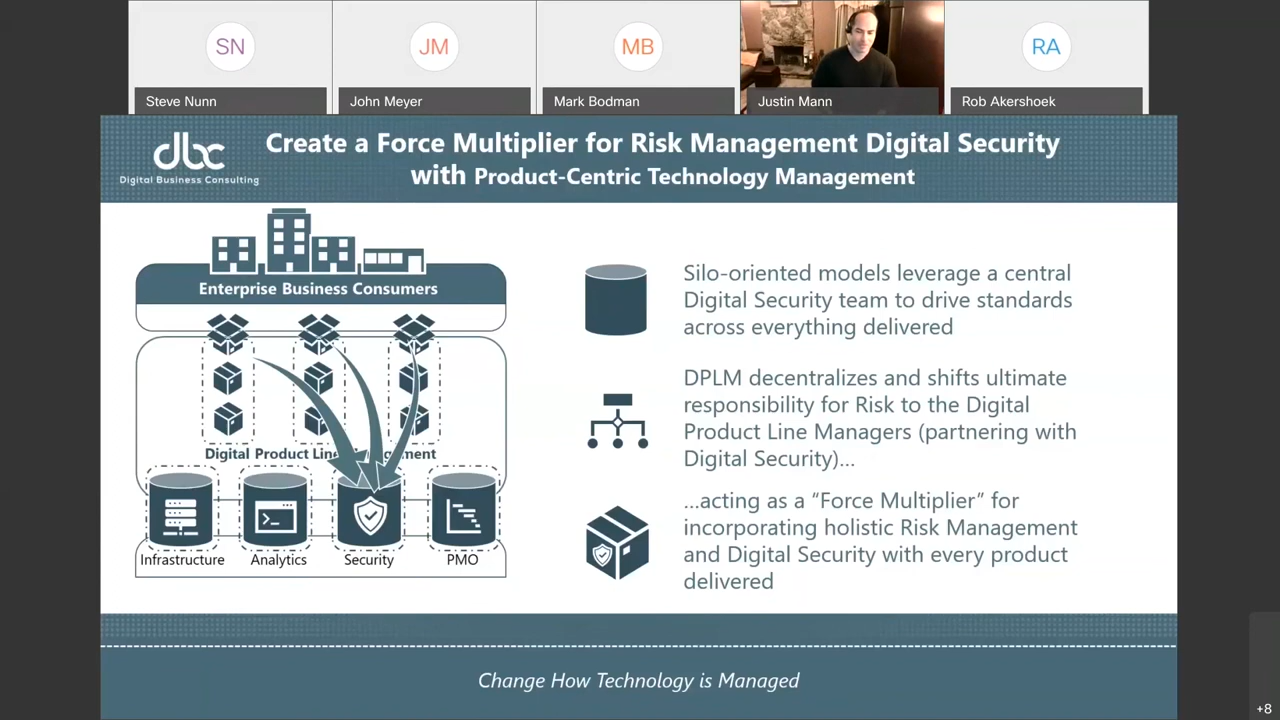 SN
JM
MB
RA
Steve Nunn
John Meyer
Mark Bodman
Justin Mann
Rob Akershoek
dbc
Digital Business Consulting
Create a Force Multiplier for Risk Management Digital Security
with Product-Centric Technology Management
Enterprise Business Consumers
Digital Product Line
Infrastructure
Analytics
Security
PMO
Silo-oriented models leverage a central
Digital Security team to drive standards
across everything delivered
DPLM decentralizes and shifts ultimate
responsibility for Risk to the Digital
Product Line Managers (partnering with
Digital Security)...
...acting as a “Force Multiplier” for
incorporating holistic Risk Management
and Digital Security with every product
delivered
Change How Technology is Managed
+8